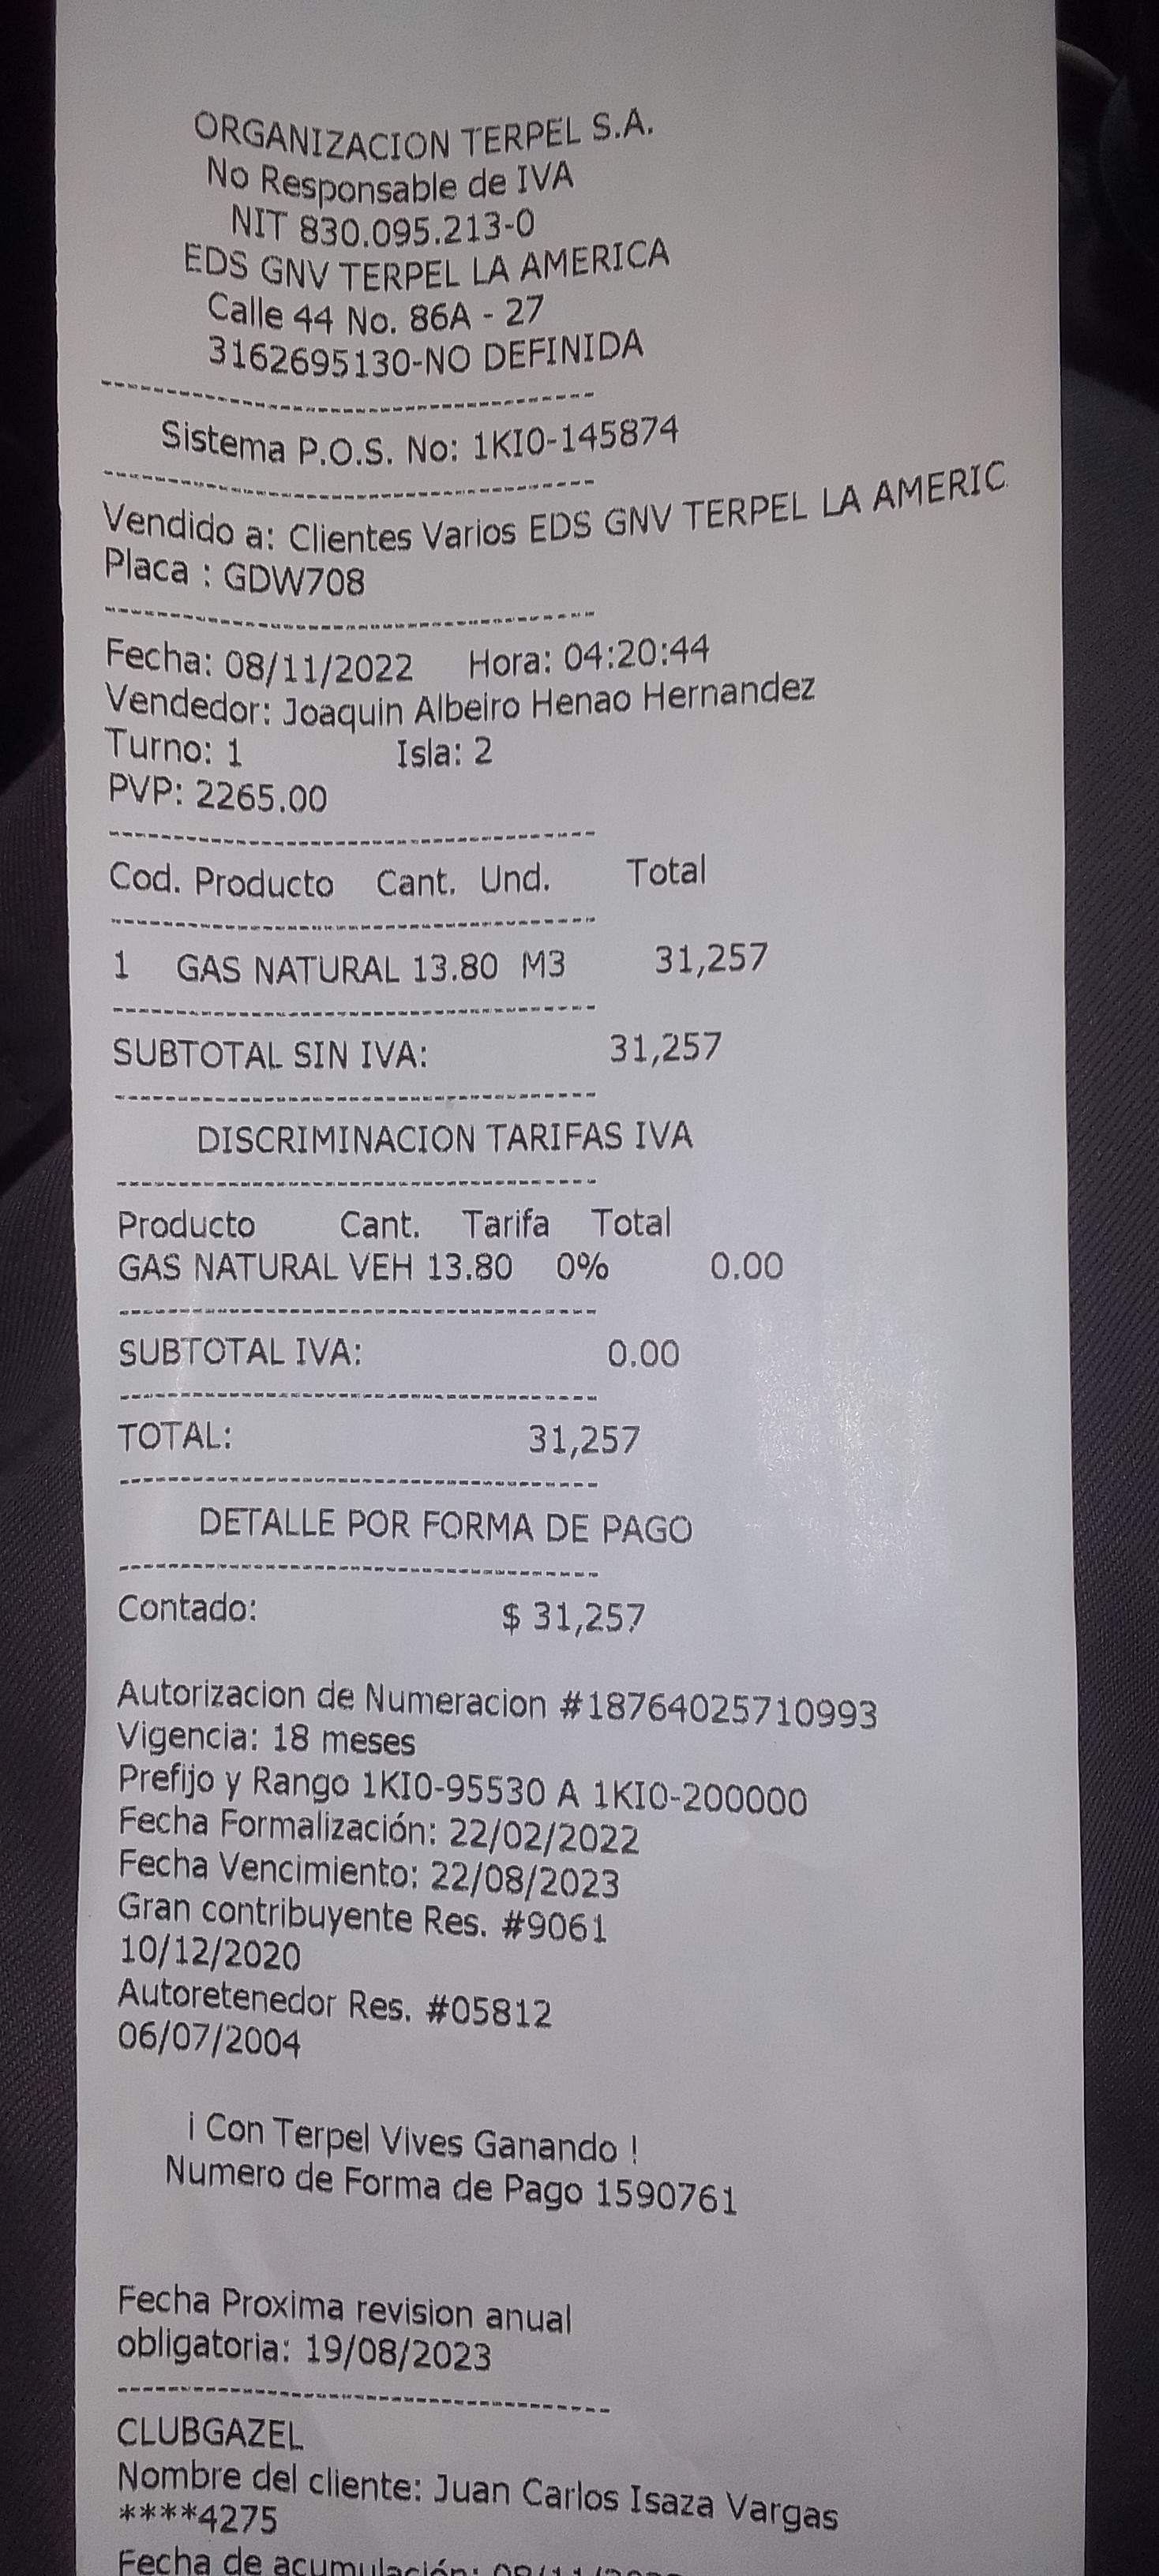 ORGANIZACION TERPEL S.A.
No Responsable de IVA
NIT 830.095.213-0
EDS GNV TERPEL LA AMERICA
Calle 44 No. 86A - 27
3162695130-NO DEFINIDA
----------------------------------------
Sistema P.O.S. No: 1KI0-145874
----------------------------------------
Vendido a: Clientes Varios EDS GNV TERPEL LA AMERIC
Placa : GDW708
----------------------------------------
Fecha: 08/11/2022 Hora: 04:20:44
Vendedor: Joaquin Albeiro Henao Hernandez
Turno: 1 Isla: 2
PVP: 2265.00
----------------------------------------
Cod. Producto Cant. Und. Total
----------------------------------------
1 GAS NATURAL 13.80 M3 31,257
----------------------------------------
SUBTOTAL SIN IVA: 31,257
----------------------------------------
DISCRIMINACION TARIFAS IVA
----------------------------------------
Producto Cant. Tarifa Total
GAS NATURAL VEH 13.80 0% 0.00
----------------------------------------
SUBTOTAL IVA: 0.00
----------------------------------------
TOTAL: 31,257
----------------------------------------
DETALLE POR FORMA DE PAGO
----------------------------------------
Contado: $ 31,257
Autorizacion de Numeracion #18764025710993
Vigencia: 18 meses
Prefijo y Rango 1KI0-95530 A 1KI0-200000
Fecha Formalización: 22/02/2022
Fecha Vencimiento: 22/08/2023
Gran contribuyente Res. #9061
10/12/2020
Autoretenedor Res. #05812
06/07/2004
¡ Con Terpel Vives Ganando !
Numero de Forma de Pago 1590761
Fecha Proxima revision anual
obligatoria: 19/08/2023
----------------------------------------
CLUBGAZEL
Nombre del cliente: Juan Carlos Isaza Vargas
****4275
Fecha de acumulación: